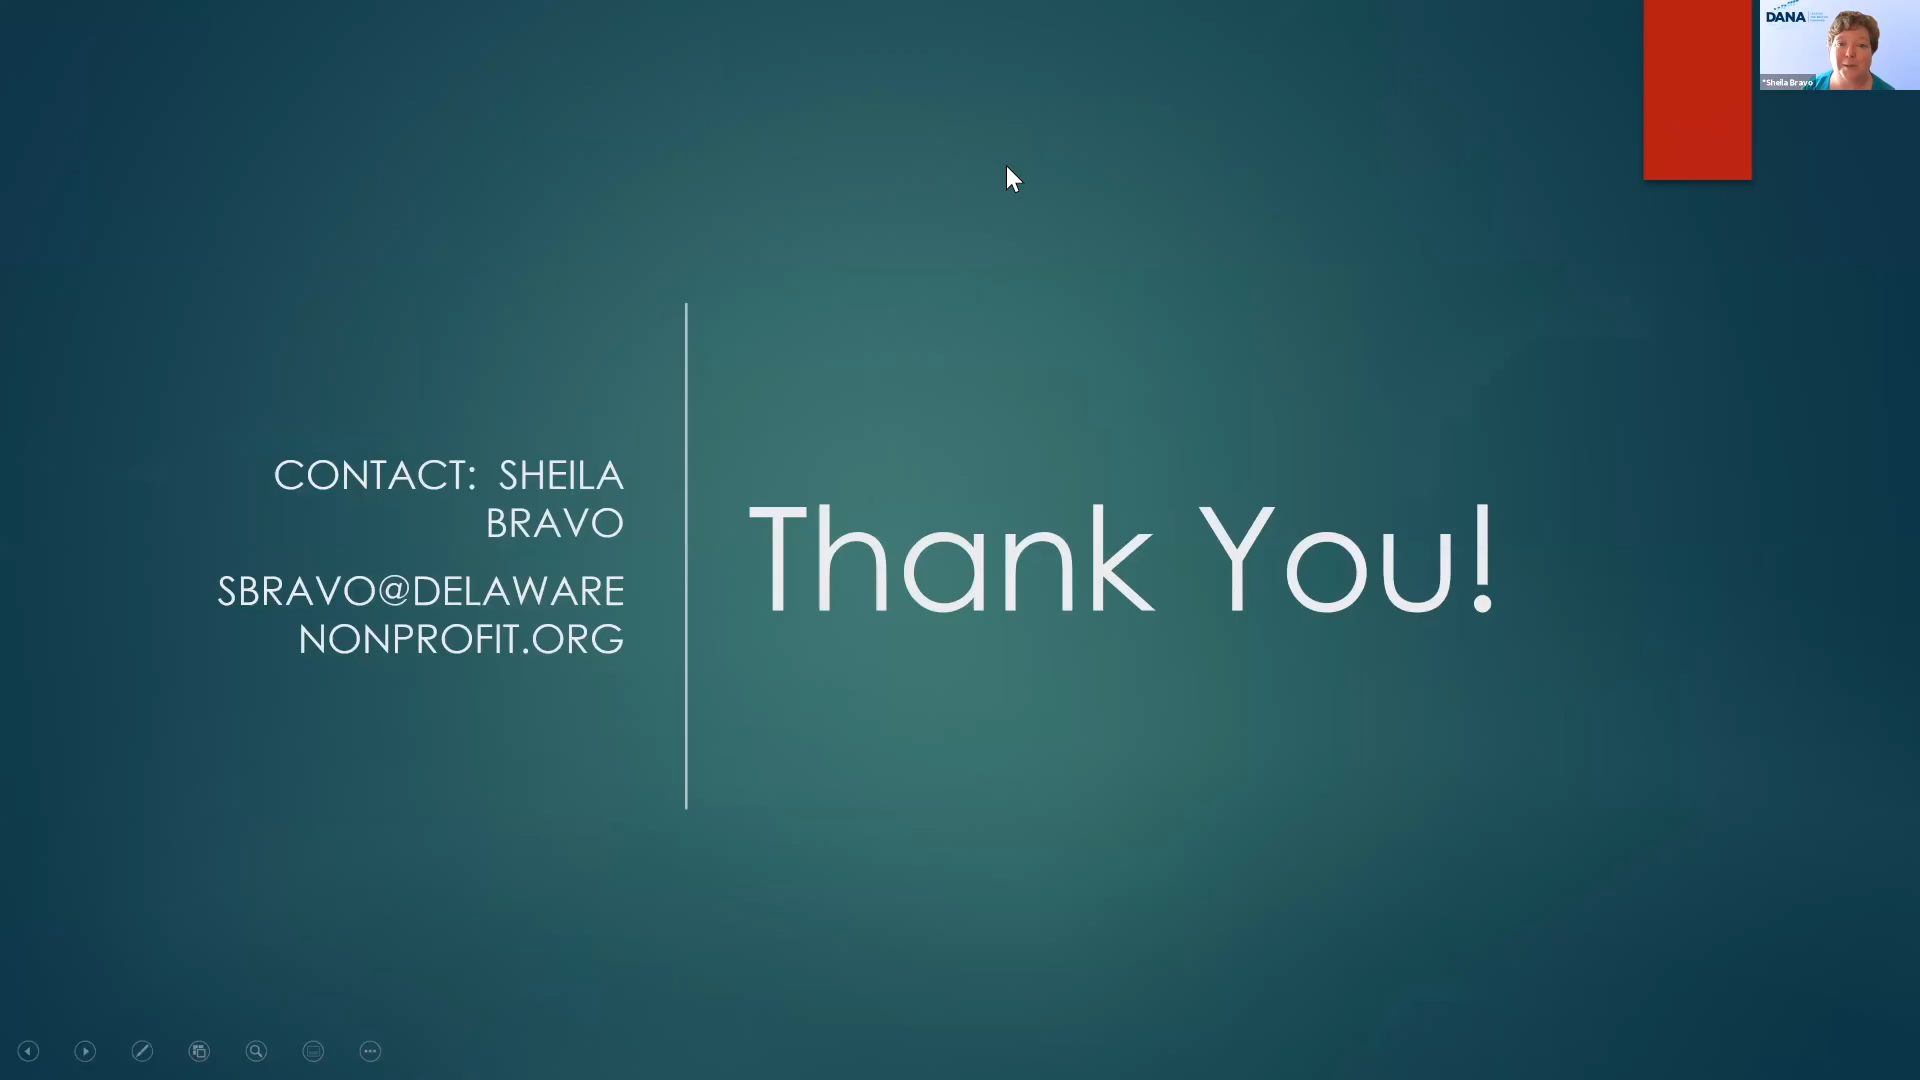 DANA
*Sheila Bravo
CONTACT:  SHEILA
BRAVO
SBRAVO@DELAWARE
NONPROFIT.ORG
Thank You!